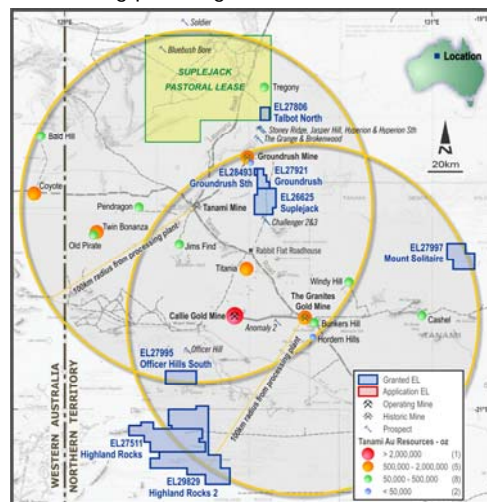 129°E
131°E
Soldier
Location
Bluebush Bore
SUPLEJACK
PASTORAL LEASE
Tregony
EL27806
Talbot North
20km
Bald Hill
Stoney Ridge, Jasper Hill, Hyperion & Hyperion Sth
The Grange & Brokenwood
Groundrush Mine
EL28493
Groundrush Sth
EL27921
Groundrush
Coyote
EL26625
Suplejack
Pendragon
Tanami Mine
Challenger 2&3
Twin Bonanza
Old Pirate
Jims Find
Rabbit Flat Roadhouse
EL27997
Mount Solitaire
Titania
100km radius from processing plant
Windy Hill
The Granites
Gold Mine
Callie Gold Mine
Anomaly 2
Bunkers Hill
Cashel
TANAMI
Hordern Hills
Officer Hill
EL27995
Officer Hills South
100km radius from processing plant
WESTERN AUSTRALIA
NORTHERN TERRITORY
EL27511
Highland Rocks
EL29829
Highland Rocks 2
Granted EL
Application EL
Operating Mine
Historic Mine
Prospect
Tanami Au Resources - oz
> 2,000,000 (1)
500,000 - 2,000,000 (5)
50,000 - 500,000 (8)
< 50,000 (2)